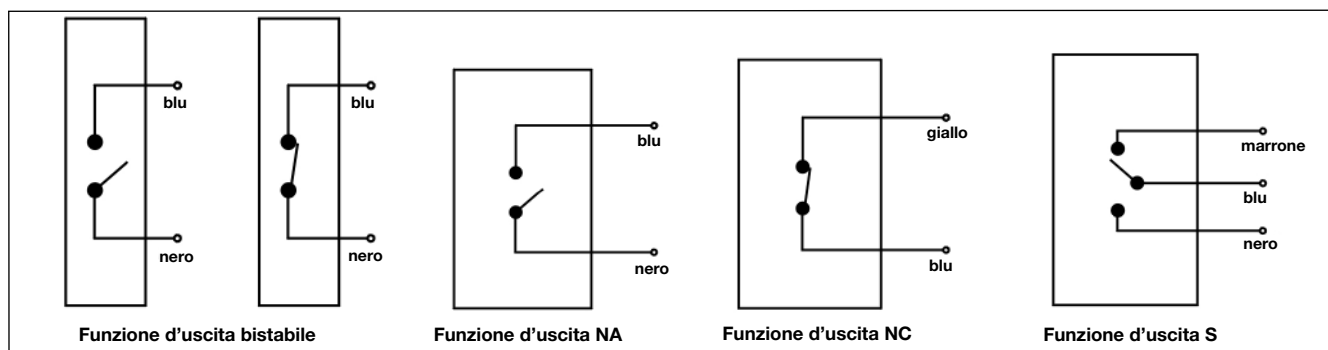 blu
nero
blu
nero
Funzione d'uscita bistabile
blu
nero
Funzione d'uscita NA
giallo
blu
Funzione d'uscita NC
marrone
blu
nero
Funzione d'uscita S